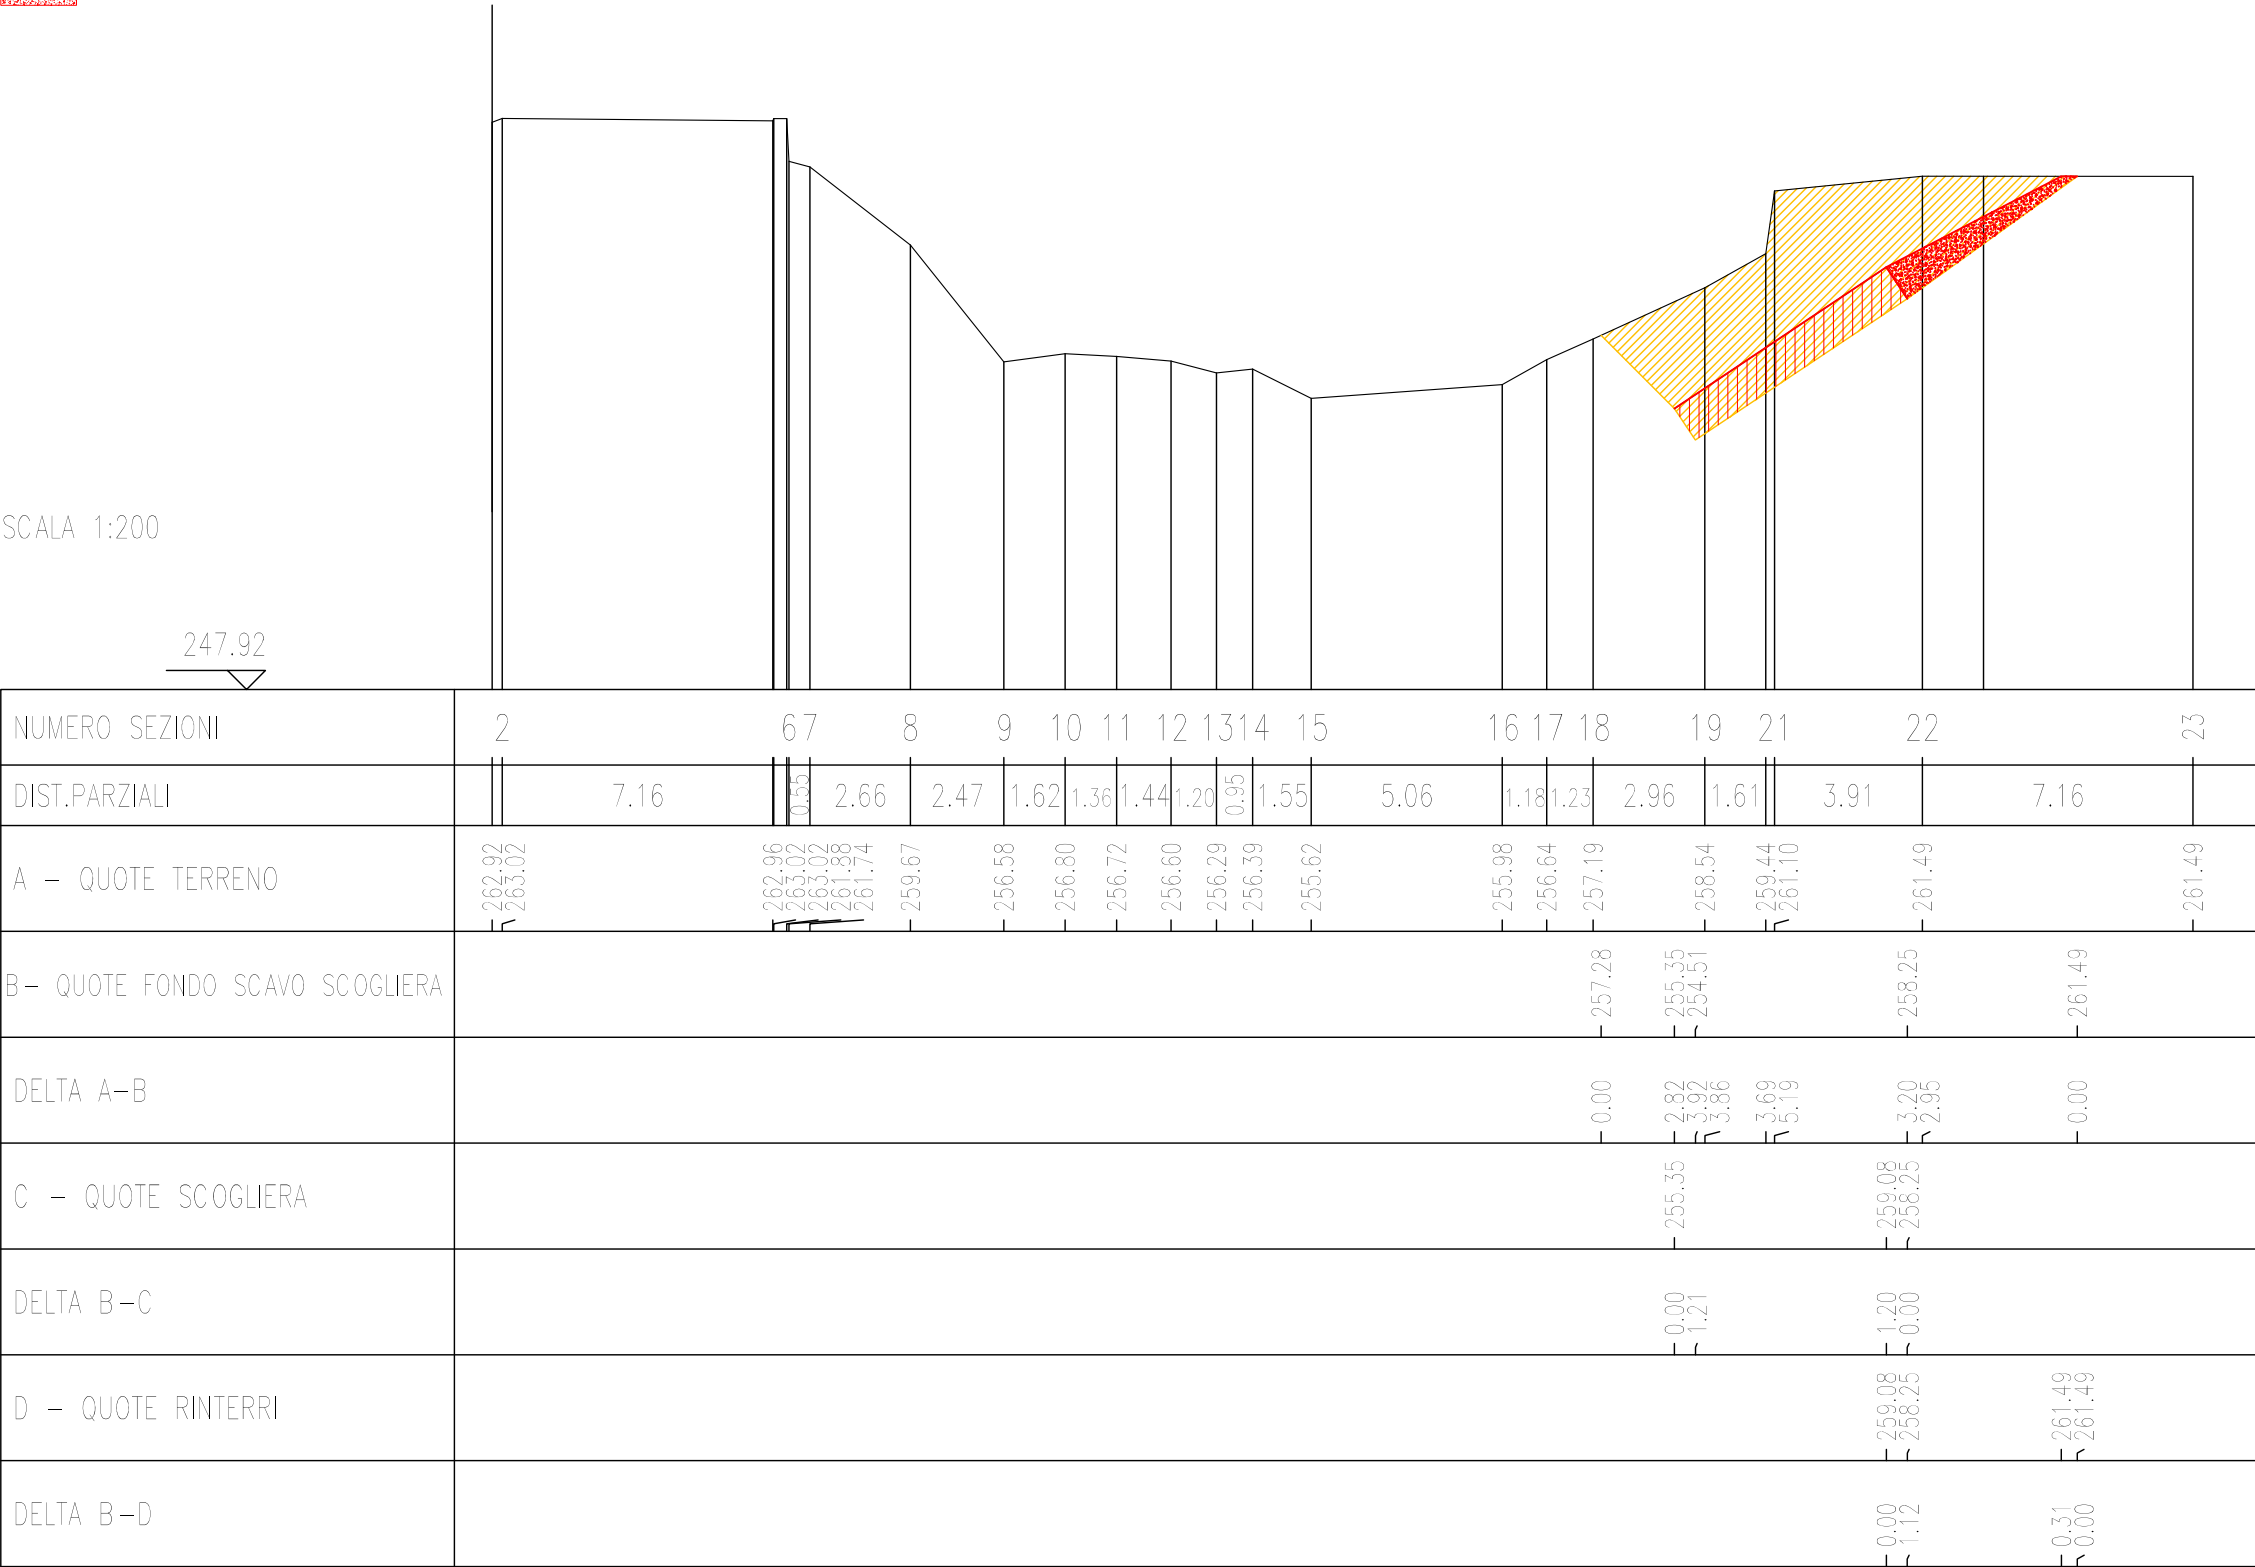 SCALA 1:200
247.92
NUMERO SEZIONI 2 6 7 8 9 10 11 12 13 14 15 16 17 18 19 21 22 23
DIST.PARZIALI 7.16 0.55 2.66 2.47 1.62 1.36 1.44 1.20 0.95 1.55 5.06 1.18 1.23 2.96 1.61 3.91 7.16
A – QUOTE TERRENO 262.92 263.02 262.96 263.02 263.02 261.88 261.74 259.67 256.58 256.80 256.72 256.60 256.29 256.39 255.62 255.98 256.64 257.19 258.54 259.44 261.10 261.49 261.49
B– QUOTE FONDO SCAVO SCOGLIERA 257.28 255.35 254.51 258.25 261.49
DELTA A–B 0.00 2.82 3.92 3.86 3.69 5.19 3.20 2.95 0.00
C – QUOTE SCOGLIERA 255.35 259.08 258.25
DELTA B–C 0.00 1.21 1.20 0.00
D – QUOTE RINTERRI 259.08 258.25 261.49 261.49
DELTA B–D 0.00 1.12 0.31 0.00